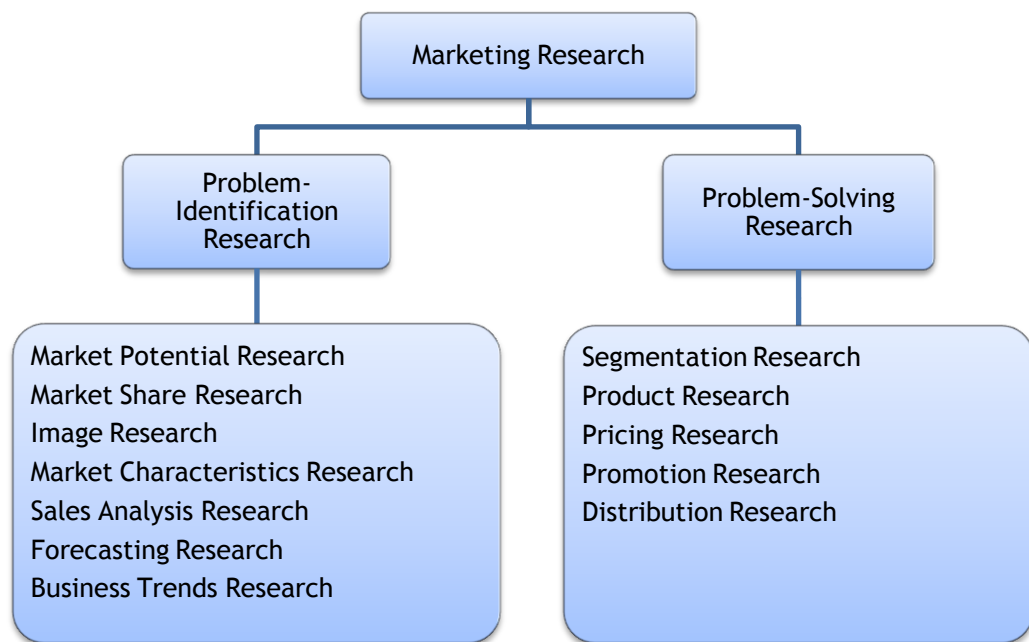 Marketing Research
Problem-
Identification
Research
Problem-Solving
Research
Market Potential Research
Market Share Research
Image Research
Market Characteristics Research
Sales Analysis Research
Forecasting Research
Business Trends Research
Segmentation Research
Product Research
Pricing Research
Promotion Research
Distribution Research